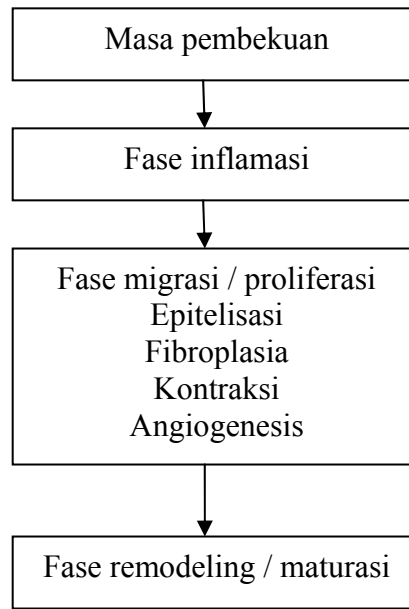 Masa pembekuan
Fase inflamasi
Fase migrasi / proliferasi
Epitelisasi
Fibroplasia
Kontraksi
Angiogenesis
Fase remodeling / maturasi